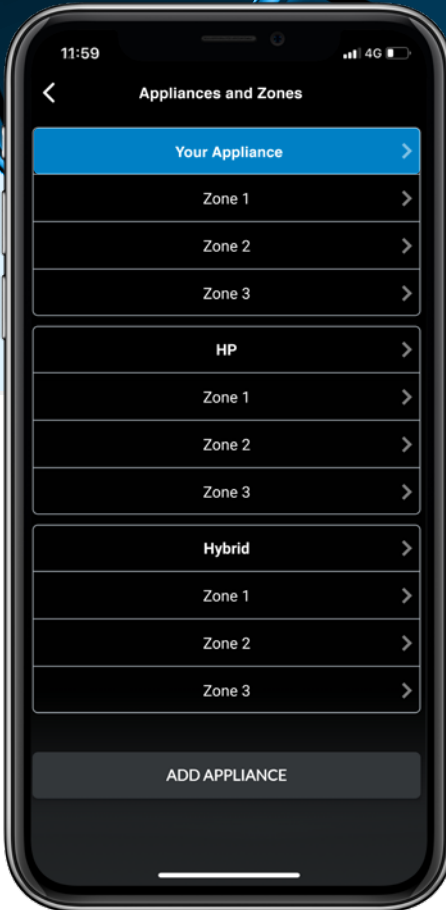 11:59 4G
Appliances and Zones
Your Appliance
Zone 1
Zone 2
Zone 3
HP
Zone 1
Zone 2
Zone 3
Hybrid
Zone 1
Zone 2
Zone 3
ADD APPLIANCE